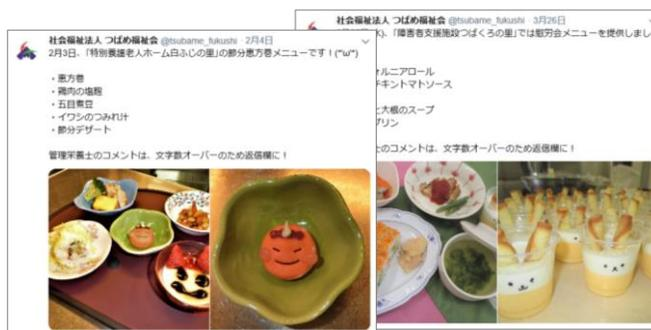 社会福祉法人 つばめ福祉会 @tsubame_fukushi · 2月4日
2月3日、「特別養護老人ホーム白ふじの里」の節分恵方巻メニューです！(*'ω'*)
・恵方巻
・鶏肉の塩麹
・五目煮豆
・イワシのつみれ汁
・節分デザート
管理栄養士のコメントは、文字数オーバーのため返信欄に！
社会福祉法人 つばめ福祉会 @tsubame_fukushi · 3月26日
、「障害者支援施設つばくろの里」では慰労会メニューを提供しまし
ォルニアロール
チキントマトソース
と大根のスープ
プリン
士のコメントは、文字数オーバーのため返信欄に！